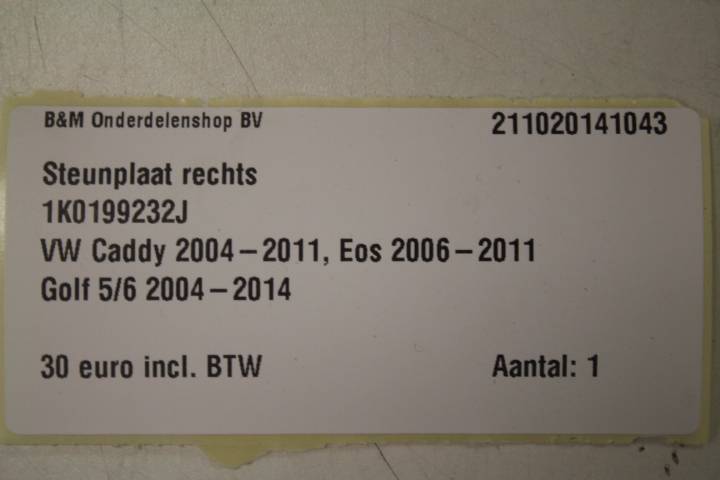 B&M Onderdelenshop BV 211020141043
Steunplaat rechts
1K0199232J
VW Caddy 2004–2011, Eos 2006–2011
Golf 5/6 2004–2014
30 euro incl. BTW Aantal: 1